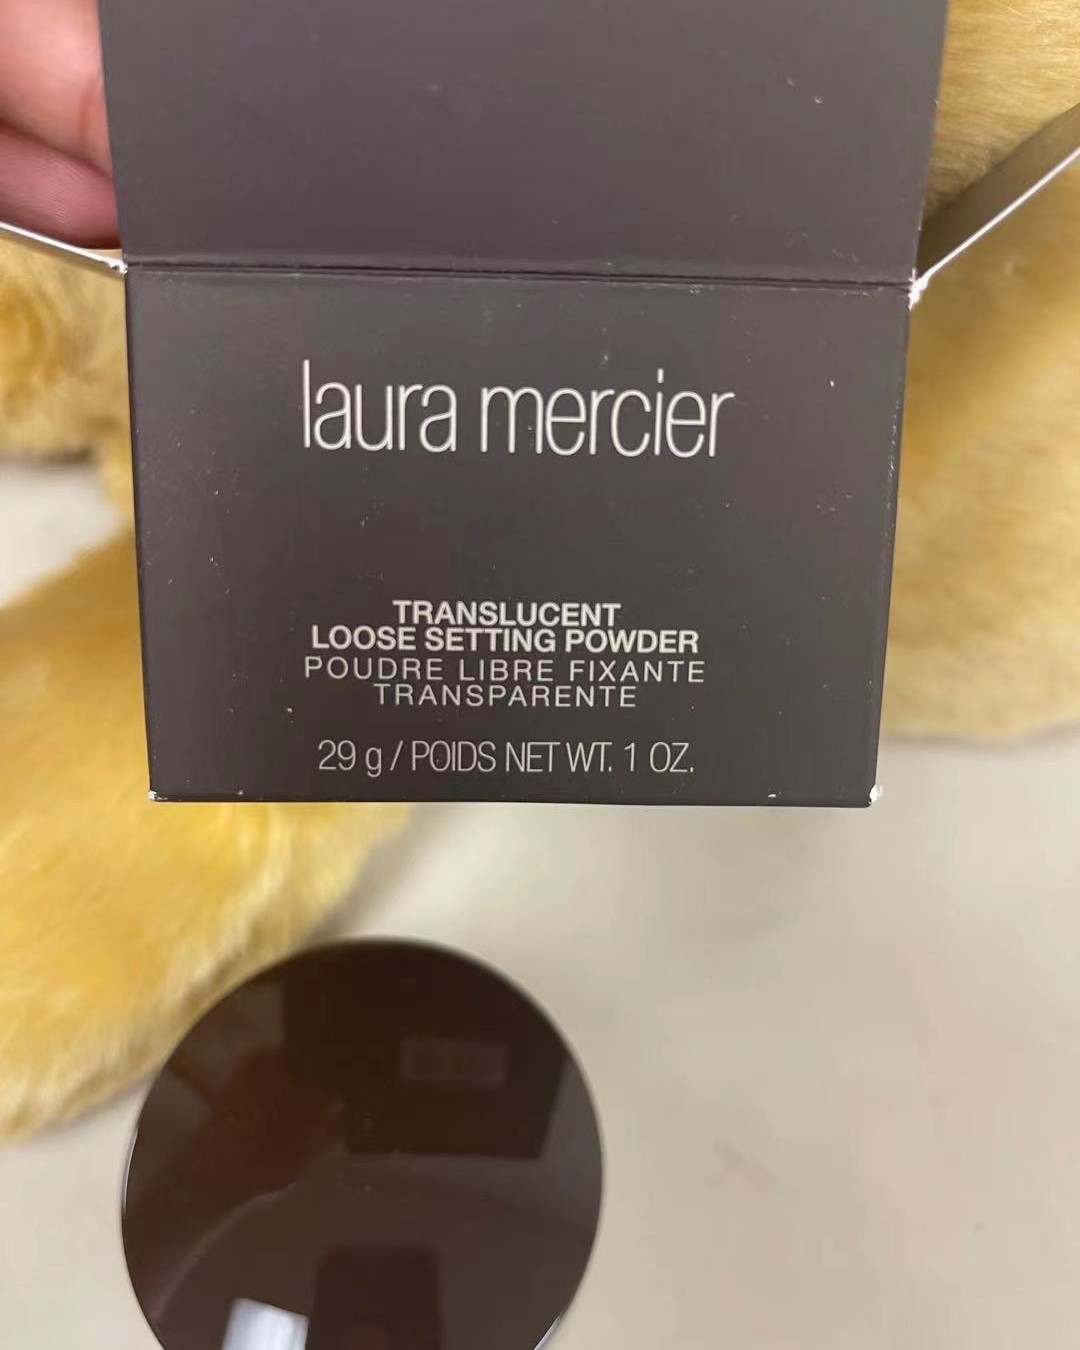 laura mercier
TRANSLUCENT
LOOSE SETTING POWDER
POUDRE LIBRE FIXANTE
TRANSPARENTE
29 g / POIDS NET WT. 1 OZ.